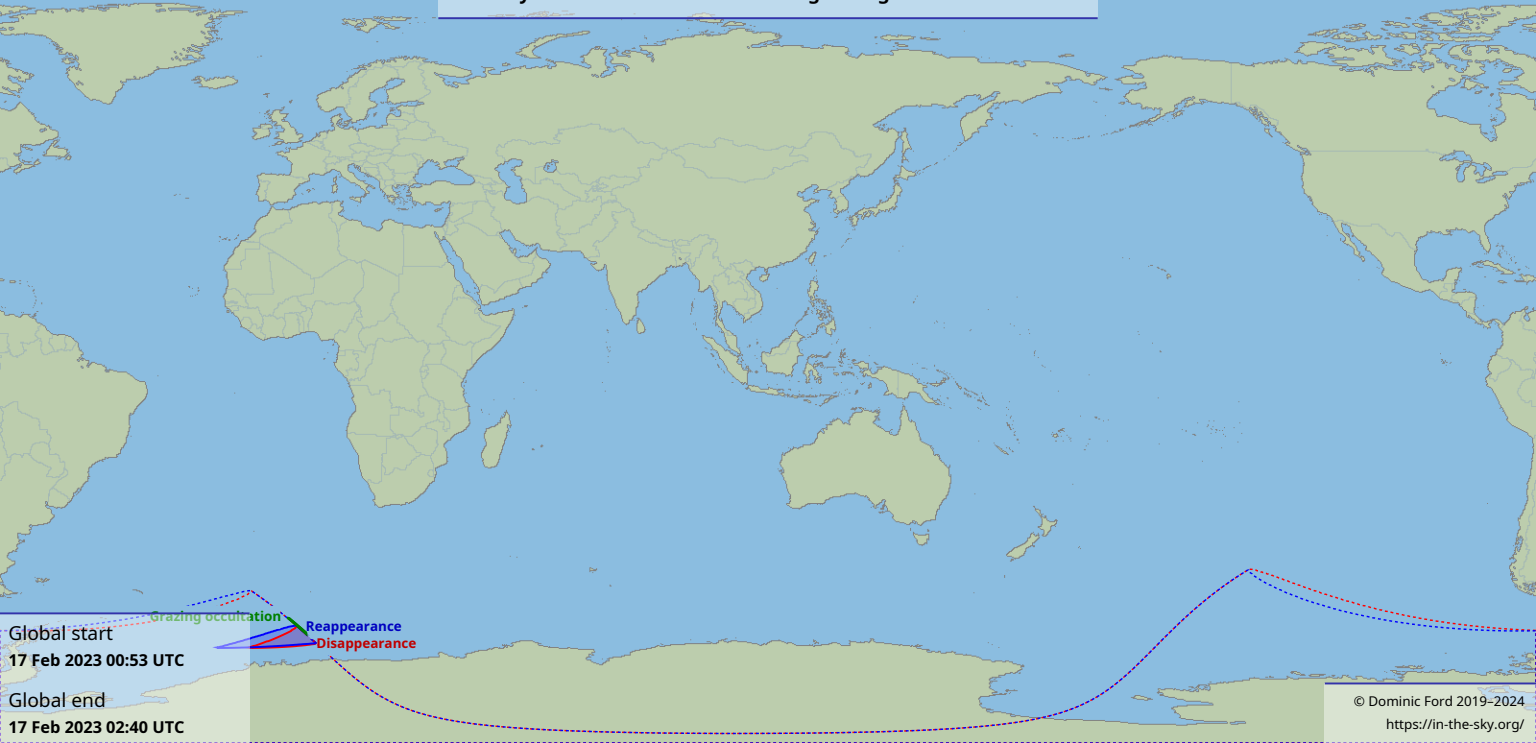 Grazing occultation
Reappearance
Disappearance
Global start
17 Feb 2023 00:53 UTC
Global end
17 Feb 2023 02:40 UTC
© Dominic Ford 2019–2024
https://in-the-sky.org/